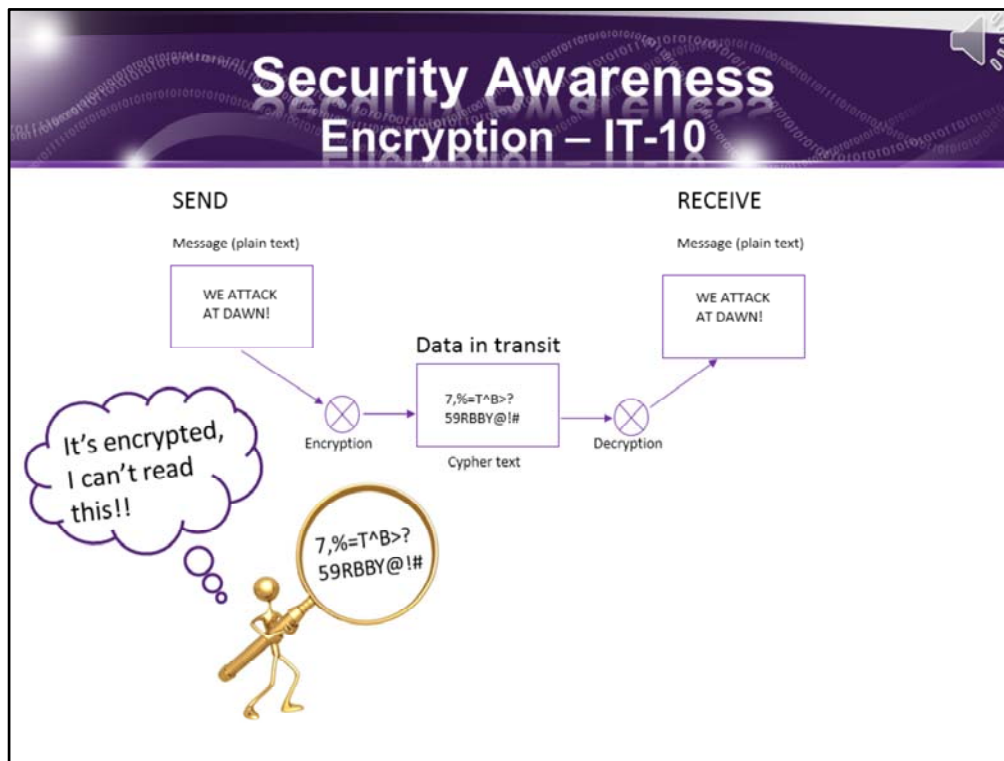 Security Awareness
Encryption – IT-10
SEND
Message (plain text)
WE ATTACK
AT DAWN!
Encryption
Data in transit
7,%=T^B>?
59RBBY@!#
Cypher text
Decryption
RECEIVE
Message (plain text)
WE ATTACK
AT DAWN!
It's encrypted,
I can't read
this!!
7,%=T^B>?
59RBBY@!#